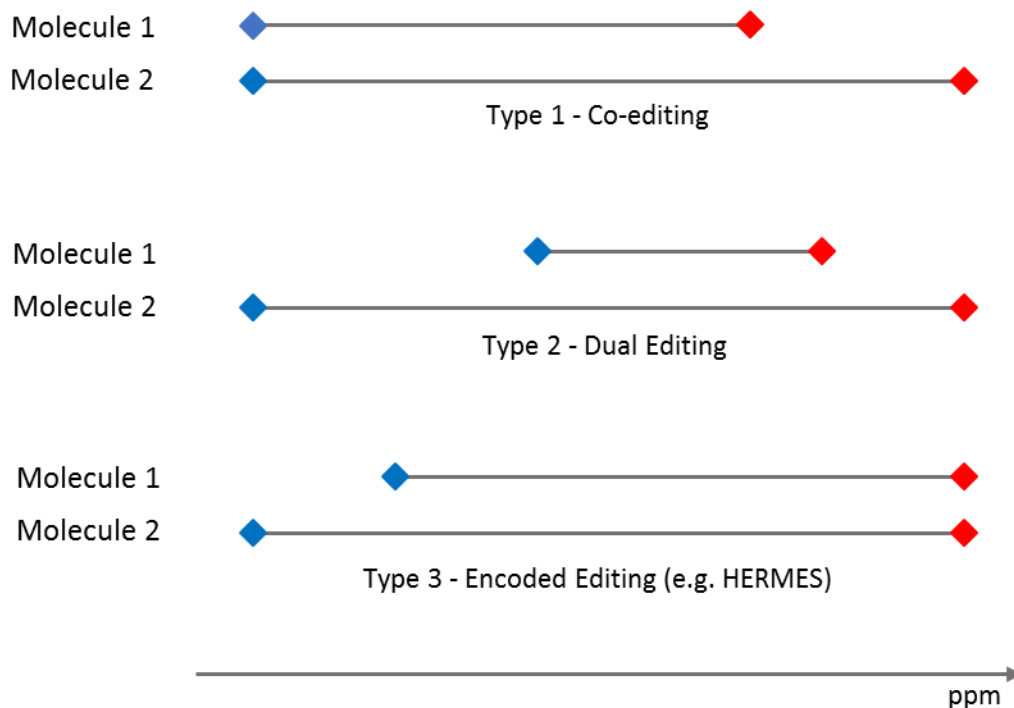 Molecule 1
Molecule 2
Type 1 - Co-editing
Molecule 1
Molecule 2
Type 2 - Dual Editing
Molecule 1
Molecule 2
Type 3 - Encoded Editing (e.g. HERMES)
ppm